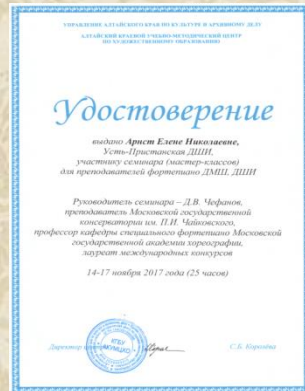 УПРАВЛЕНИЕ АЛТАЙСКОГО КРАЯ ПО КУЛЬТУРЕ И АРХИВНОМУ ДЕЛУ
АЛТАЙСКИЙ КРАЕВОЙ УЧЕБНО-МЕТОДИЧЕСКИЙ ЦЕНТР
ПО ХУДОЖЕСТВЕННОМУ ОБРАЗОВАНИЮ
Удостоверение
выдано Арист Елене Николаевне,
Усть-Пристанская ДШИ,
участнику семинара (мастер-классов)
для преподавателей фортепиано ДМШ, ДШИ
Руководитель семинара – Д.В. Чефанов,
преподаватель Московской государственной
консерватории им. П.И. Чайковского,
профессор кафедры специального фортепиано Московской
государственной академии хореографии,
лауреат международных конкурсов
14-17 ноября 2017 года (25 часов)
Директор
С.Б. Королёва